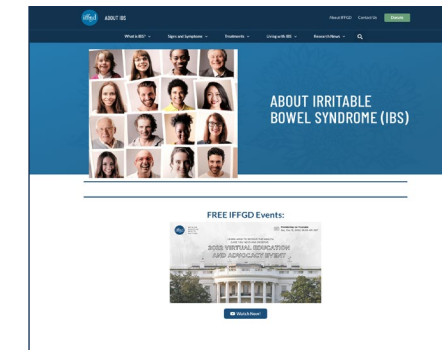 iffgd
ABOUT IBS
About IFFGD
Contact Us
Donate
What is IBS?
Signs and Symptoms
Treatments
Living with IBS
Research News
ABOUT IRRITABLE
BOWEL SYNDROME (IBS)
FREE IFFGD Events:
2022 VIRTUAL EDUCATION
AND ADVOCACY EVENT
Watch Now!